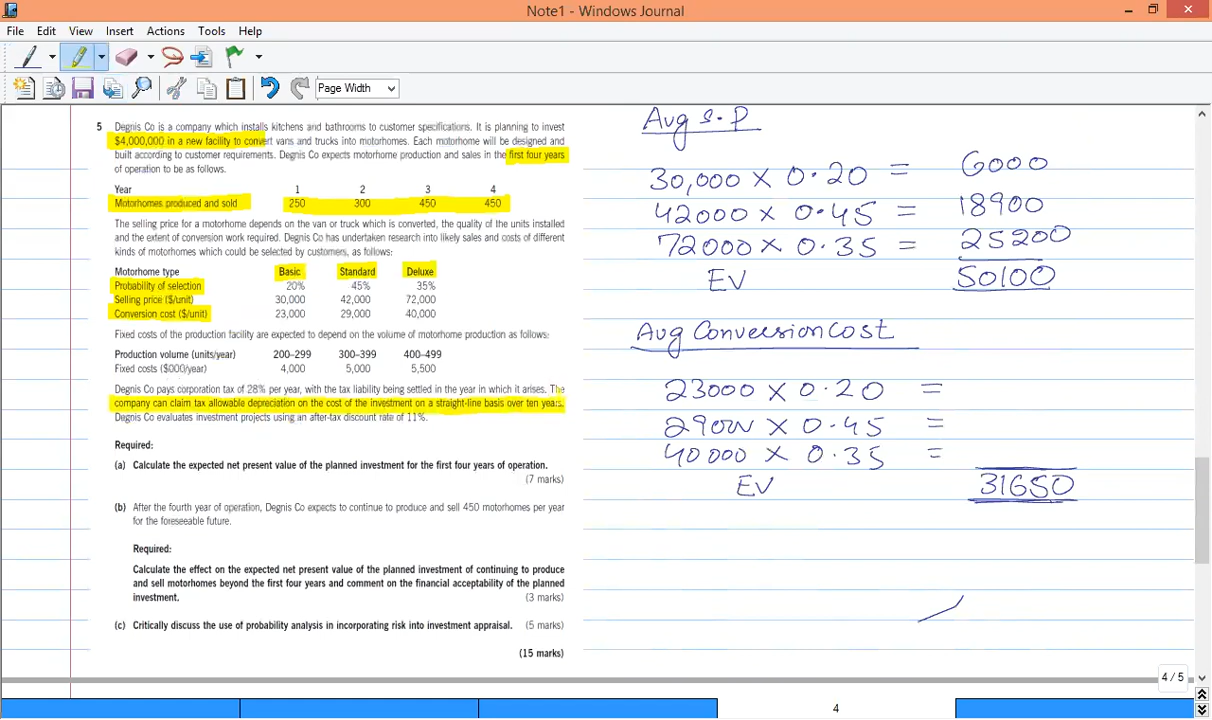 Note1 - Windows Journal
File Edit View Insert Actions Tools Help
Page Width
5 Degnis Co is a company which installs kitchens and bathrooms to customer specifications. It is planning to invest
$4,000,000 in a new facility to convert vans and trucks into motorhomes. Each motorhome will be designed and
built according to customer requirements. Degnis Co expects motorhome production and sales in the first four years
of operation to be as follows.
Year 1 2 3 4
Motorhomes produced and sold 250 300 450 450
The selling price for a motorhome depends on the van or truck which is converted, the quality of the units installed
and the extent of conversion work required. Degnis Co has undertaken research into likely sales and costs of different
kinds of motorhomes which could be selected by customers, as follows:
Motorhome type Basic Standard Deluxe
Probability of selection 20% 45% 35%
Selling price ($/unit) 30,000 42,000 72,000
Conversion cost ($/unit) 23,000 29,000 40,000
Fixed costs of the production facility are expected to depend on the volume of motorhome production as follows:
Production volume (units/year) 200–299 300–399 400–499
Fixed costs ($000/year) 4,000 5,000 5,500
Degnis Co pays corporation tax of 28% per year, with the tax liability being settled in the year in which it arises. The
company can claim tax allowable depreciation on the cost of the investment on a straight-line basis over ten years.
Degnis Co evaluates investment projects using an after-tax discount rate of 11%.
Required:
(a) Calculate the expected net present value of the planned investment for the first four years of operation.
(7 marks)
(b) After the fourth year of operation, Degnis Co expects to continue to produce and sell 450 motorhomes per year
for the foreseeable future.
Required:
Calculate the effect on the expected net present value of the planned investment of continuing to produce
and sell motorhomes beyond the first four years and comment on the financial acceptability of the planned
investment. (3 marks)
(c) Critically discuss the use of probability analysis in incorporating risk into investment appraisal. (5 marks)
(15 marks)
Avg S.P
30,000 X 0.20 = 6000
42000 X 0.45 = 18900
72000 X 0.35 = 25200
EV 50100
Avg Conversion Cost
23000 X 0.20 =
29000 X 0.45 =
40000 X 0.35 =
EV 31650
4 / 5
4